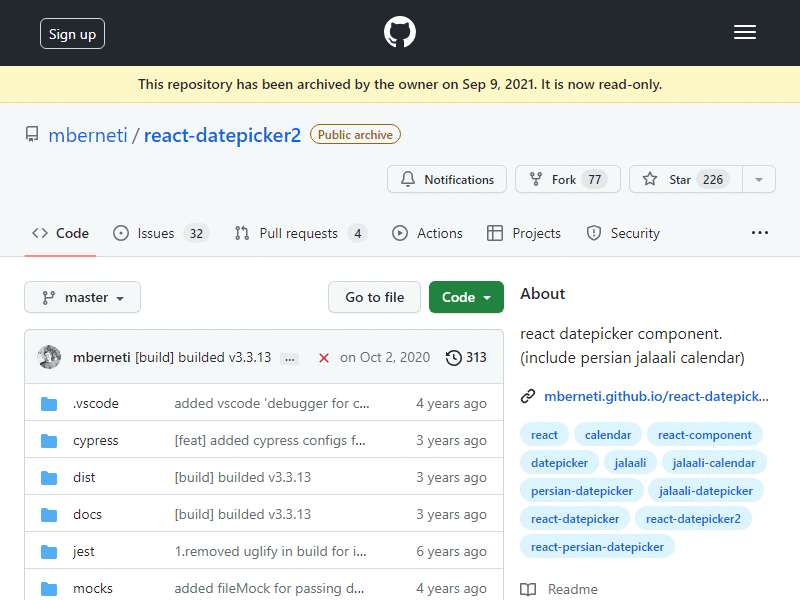 Sign up
This repository has been archived by the owner on Sep 9, 2021. It is now read-only.
mberneti / react-datepicker2 Public archive
Notifications Fork 77 Star 226
Code Issues 32 Pull requests 4 Actions Projects Security ...
master Go to file Code
mberneti [build] builded v3.3.13 ... on Oct 2, 2020 313
.vscode added vscode 'debugger for c... 4 years ago
cypress [feat] added cypress configs f... 4 years ago
dist [build] builded v3.3.13 3 years ago
docs [build] builded v3.3.13 3 years ago
jest 1.removed uglify in build for i... 6 years ago
mocks added fileMock for passing d... 4 years ago
About
react datepicker component.
(include persian jalaali calendar)
mberneti.github.io/react-datepick...
react calendar react-component
datepicker jalaali jalaali-calendar
persian-datepicker jalaali-datepicker
react-datepicker react-datepicker2
react-persian-datepicker
Readme